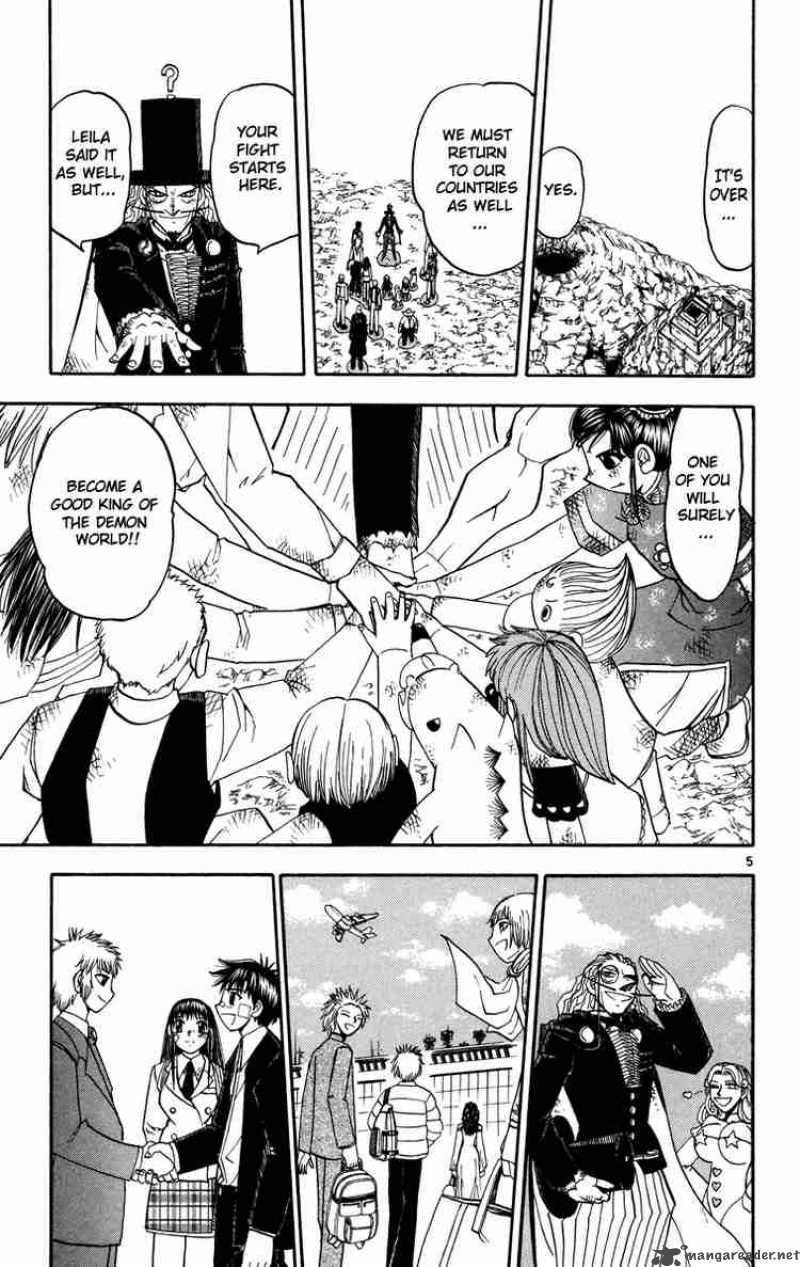 IT'S
OVER
...
YES.
WE MUST
RETURN
TO OUR
COUNTRIES
AS WELL
...
YOUR
FIGHT
STARTS
HERE.
?
LEILA
SAID IT
AS WELL,
BUT...
ONE
OF YOU
WILL
SURELY
...
BECOME A
GOOD KING OF
THE DEMON
WORLD!!
5
mangareader.net